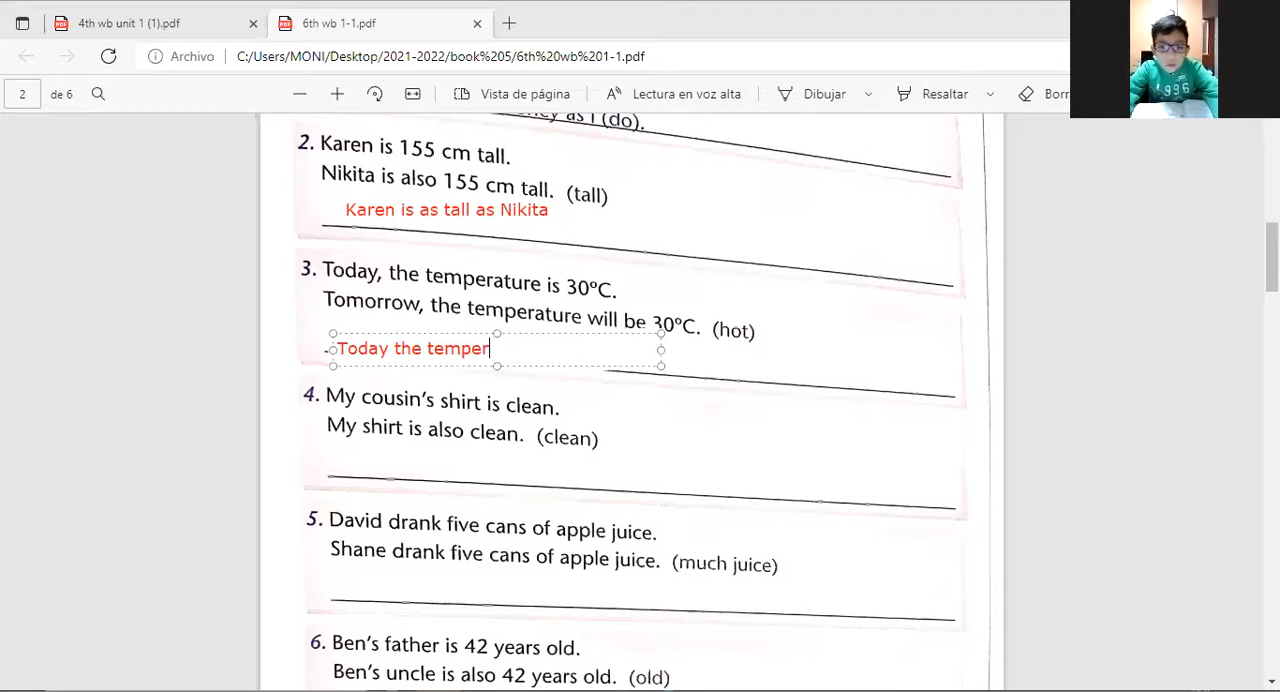 4th wb unit 1 (1).pdf
6th wb 1-1.pdf
Archivo
C:/Users/MONI/Desktop/2021-2022/book%205/6th%20wb%201-1.pdf
2 de 6
Vista de página
Lectura en voz alta
Dibujar
Resaltar
Borr
as I (do).
2. Karen is 155 cm tall.
Nikita is also 155 cm tall. (tall)
Karen is as tall as Nikita
3. Today, the temperature is 30ºC.
Tomorrow, the temperature will be 30ºC. (hot)
Today the temper
4. My cousin's shirt is clean.
My shirt is also clean. (clean)
5. David drank five cans of apple juice.
Shane drank five cans of apple juice. (much juice)
6. Ben's father is 42 years old.
Ben's uncle is also 42 years old. (old)
1996